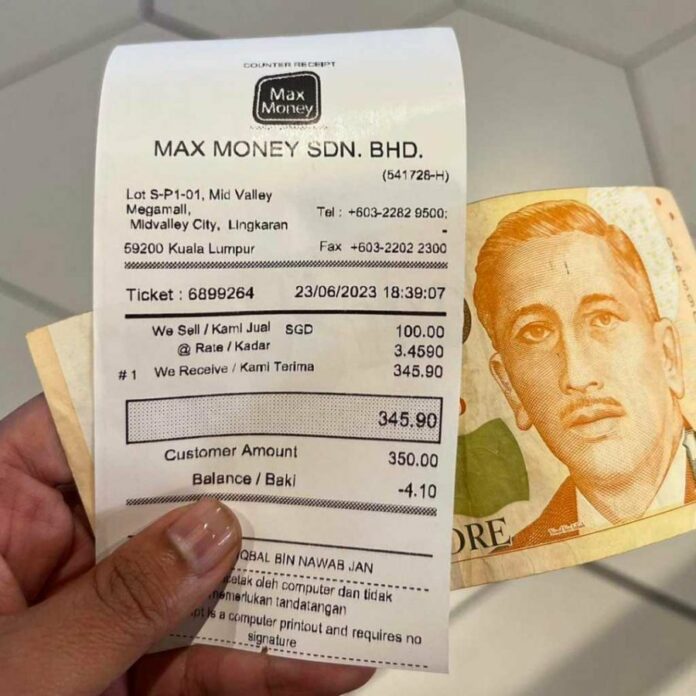 COUNTER RECEIPT
Max
Money
MAX MONEY SDN. BHD.
(541728-H)
Lot S-P1-01, Mid Valley
Megamall, Tel : +603-2282 9500;
Midvalley City, Lingkaran -
59200 Kuala Lumpur Fax +603-2202 2300
Ticket : 6899264 23/06/2023 18:39:07
We Sell / Kami Jual SGD 100.00
@ Rate / Kadar 3.4590
#1 We Receive / Kami Terima 345.90
345.90
Customer Amount 350.00
Balance / Baki -4.10
IQBAL BIN NAWAB JAN
cetak oleh computer dan tidak
memerlukan tandatangan
is a computer printout and requires no
signature
ORE